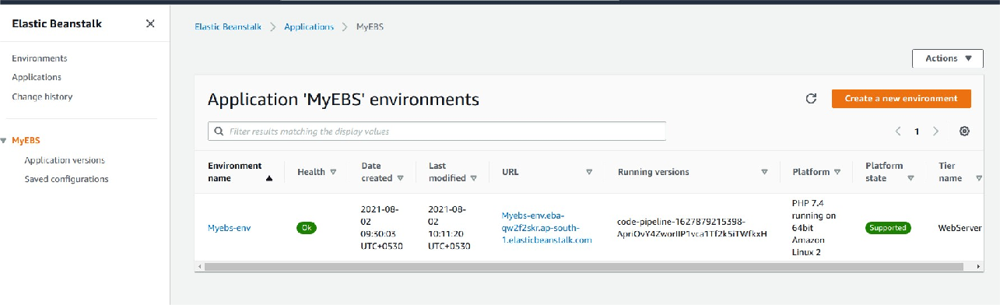 Elastic Beanstalk
Elastic Beanstalk > Applications > MyEBS
Environments
Applications
Change history
MyEBS
Application versions
Saved configurations
Actions
Application 'MyEBS' environments
Create a new environment
Filter results matching the display values
1
Environment
name
Health
Date
created
Last
modified
URL
Running versions
Platform
Platform
state
Tier
name
Myebs-env
Ok
2021-08-
02
09:30:03
UTC+0530
2021-08-
02
10:11:20
UTC+0530
Myebs-env.eba-
qw2f2skr.ap-south-
1.elasticbeanstalk.com
code-pipeline-1627879215398-
ApriOvY4ZworIIP1vca1Tf2k5iTWfkxH
PHP 7.4
running on
64bit
Amazon
Linux 2
Supported
WebServer